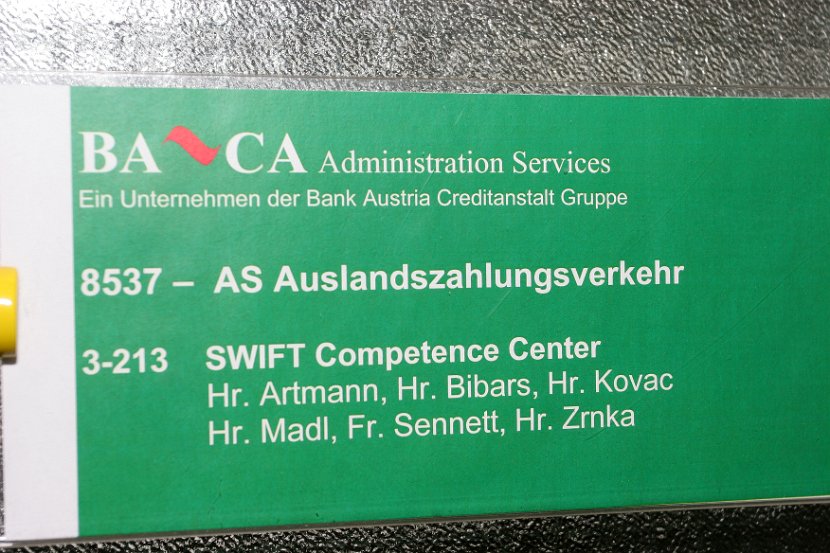 BA CA Administration Services
Ein Unternehmen der Bank Austria Creditanstalt Gruppe
8537 – AS Auslandszahlungsverkehr
3-213 SWIFT Competence Center
Hr. Artmann, Hr. Bibars, Hr. Kovac
Hr. Madl, Fr. Sennett, Hr. Zrnka